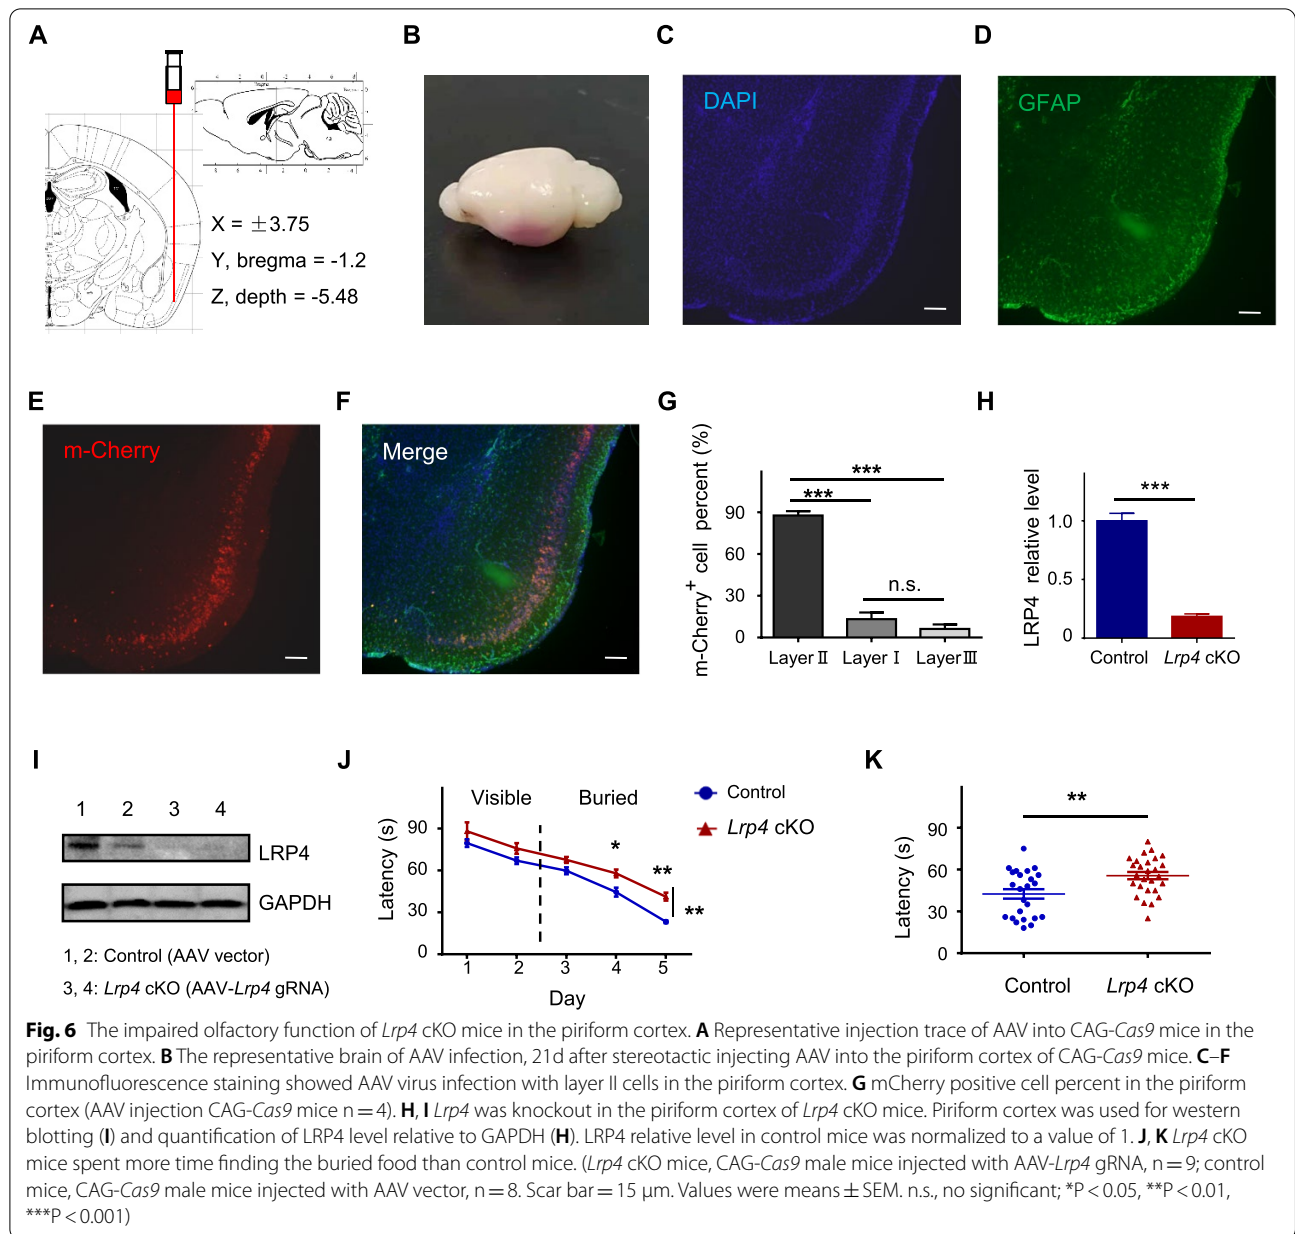 A
B
C
D
X = ±3.75
Y, bregma = -1.2
Z, depth = -5.48
DAPI
GFAP
E
F
G
H
m-Cherry
Merge
m-Cherry+ cell percent (%)
90
60
30
0
***
***
n.s.
Layer Ⅱ Layer Ⅰ Layer Ⅲ
LRP4 relative level
1.0
0.5
0
***
Control Lrp4 cKO
I
J
K
1 2 3 4
LRP4
GAPDH
1, 2: Control (AAV vector)
3, 4: Lrp4 cKO (AAV-Lrp4 gRNA)
Visible Buried
Control
Lrp4 cKO
Latency (s)
90
60
30
0
*
**
**
1 2 3 4 5
Day
Latency (s)
90
60
30
0
**
Control Lrp4 cKO
Fig. 6 The impaired olfactory function of Lrp4 cKO mice in the piriform cortex. A Representative injection trace of AAV into CAG-Cas9 mice in the
piriform cortex. B The representative brain of AAV infection, 21d after stereotactic injecting AAV into the piriform cortex of CAG-Cas9 mice. C–F
Immunofluorescence staining showed AAV virus infection with layer II cells in the piriform cortex. G mCherry positive cell percent in the piriform
cortex (AAV injection CAG-Cas9 mice n = 4). H, I Lrp4 was knockout in the piriform cortex of Lrp4 cKO mice. Piriform cortex was used for western
blotting (I) and quantification of LRP4 level relative to GAPDH (H). LRP4 relative level in control mice was normalized to a value of 1. J, K Lrp4 cKO
mice spent more time finding the buried food than control mice. (Lrp4 cKO mice, CAG-Cas9 male mice injected with AAV-Lrp4 gRNA, n = 9; control
mice, CAG-Cas9 male mice injected with AAV vector, n = 8. Scar bar = 15 μm. Values were means ± SEM. n.s., no significant; *P < 0.05, **P < 0.01,
***P < 0.001)